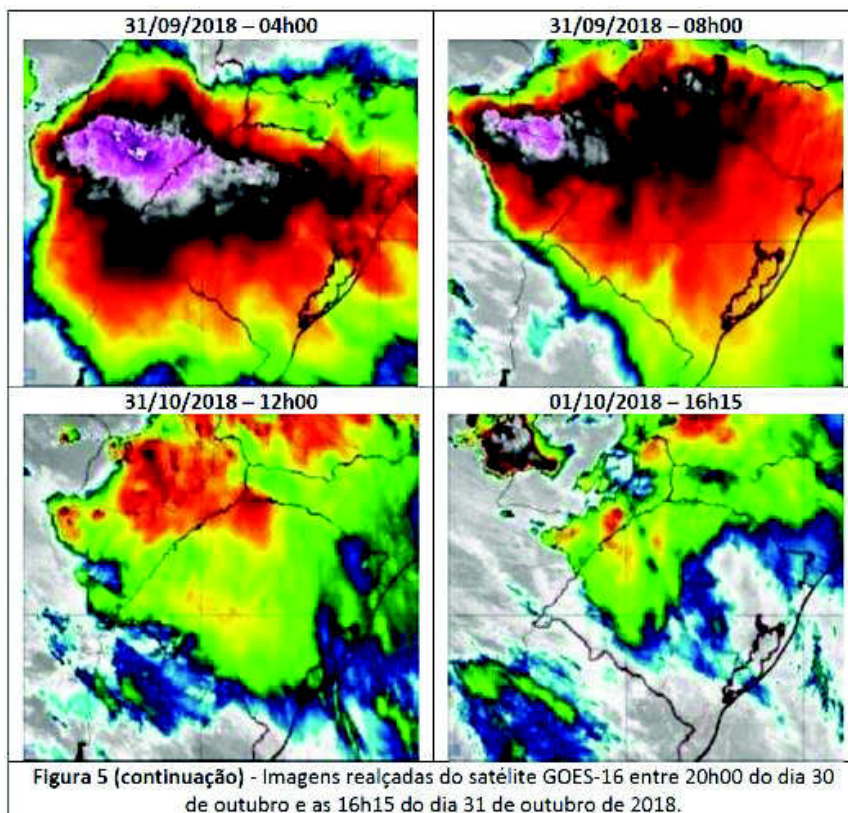 31/09/2018 – 04h00
31/09/2018 – 08h00
31/10/2018 – 12h00
01/10/2018 – 16h15
Figura 5 (continuação) - Imagens realçadas do satélite GOES-16 entre 20h00 do dia 30
de outubro e as 16h15 do dia 31 de outubro de 2018.